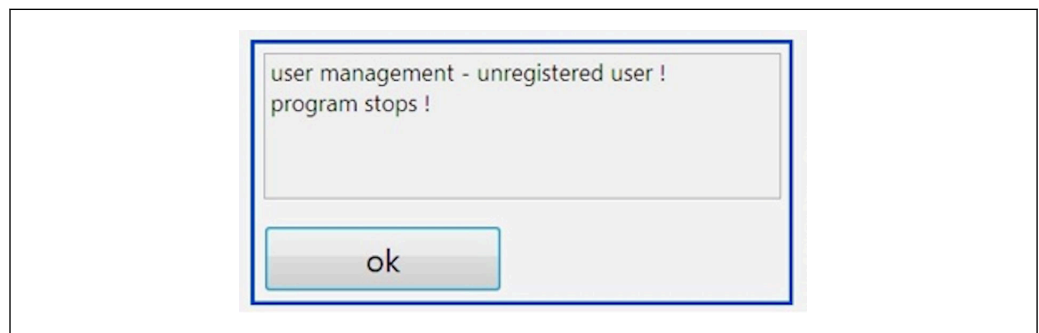 user management - unregistered user !
program stops !
ok